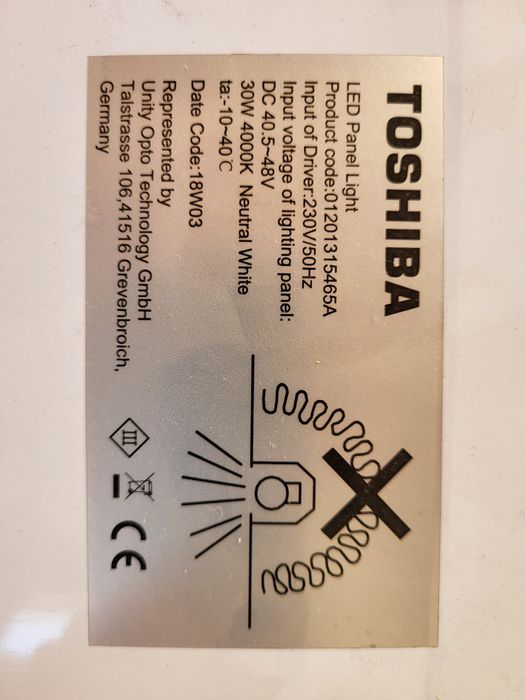 TOSHIBA
LED Panel Light
Product code:01201315465A
Input of Driver:230V/50Hz
Input voltage of lighting panel:
DC 40.5~48V
30W 4000K Neutral White
ta:-10~40℃
Date Code:18W03
Represented by
Unity Opto Technology GmbH
Talstrasse 106,41516 Grevenbroich,
Germany
III
CE